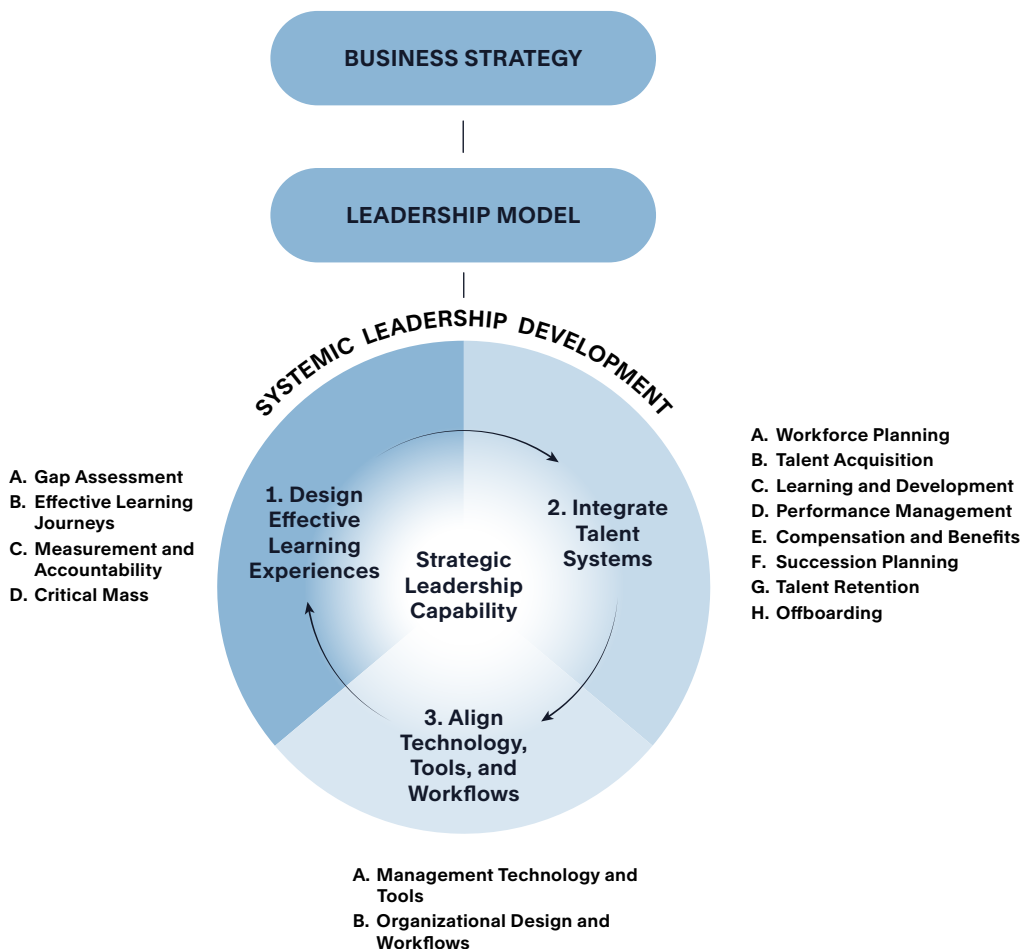 BUSINESS STRATEGY
LEADERSHIP MODEL
SYSTEMIC LEADERSHIP DEVELOPMENT
A. Gap Assessment
B. Effective Learning
Journeys
C. Measurement and
Accountability
D. Critical Mass
1. Design
Effective
Learning
Experiences
2. Integrate
Talent
Systems
Strategic
Leadership
Capability
3. Align
Technology,
Tools, and
Workflows
A. Workforce Planning
B. Talent Acquisition
C. Learning and Development
D. Performance Management
E. Compensation and Benefits
F. Succession Planning
G. Talent Retention
H. Offboarding
A. Management Technology and
Tools
B. Organizational Design and
Workflows